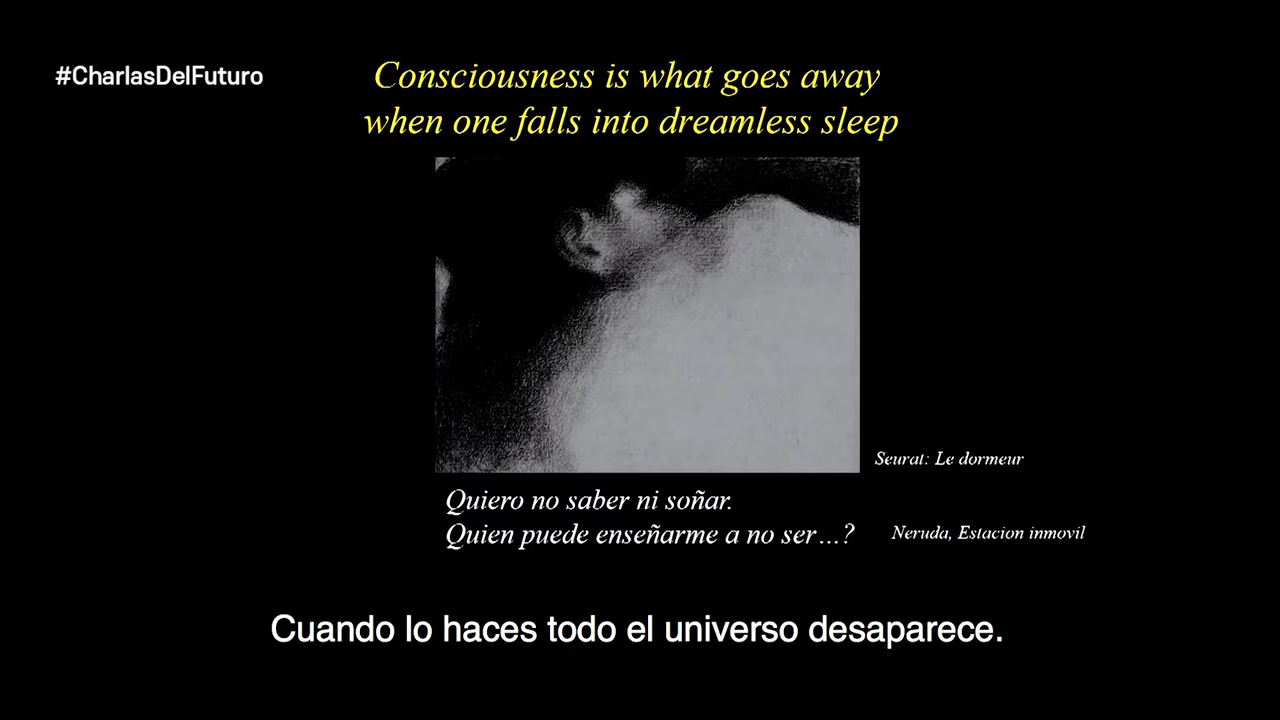 #CharlasDelFuturo
Consciousness is what goes away
when one falls into dreamless sleep
Seurat: Le dormeur
Quiero no saber ni soñar.
Quien puede enseñarme a no ser...?
Neruda, Estacion inmovil
Cuando lo haces todo el universo desaparece.